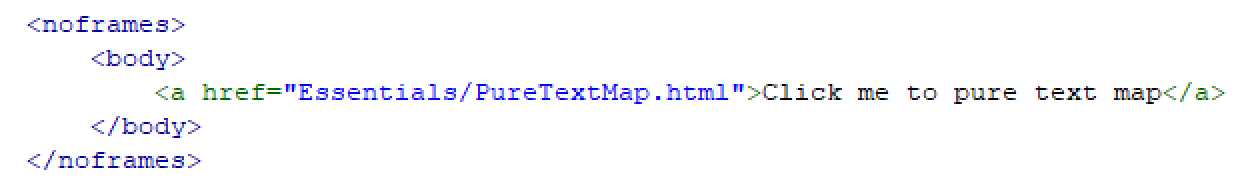 <noframes>
<body>
<a href="Essentials/PureTextMap.html">Click me to pure text map</a>
</body>
</noframes>